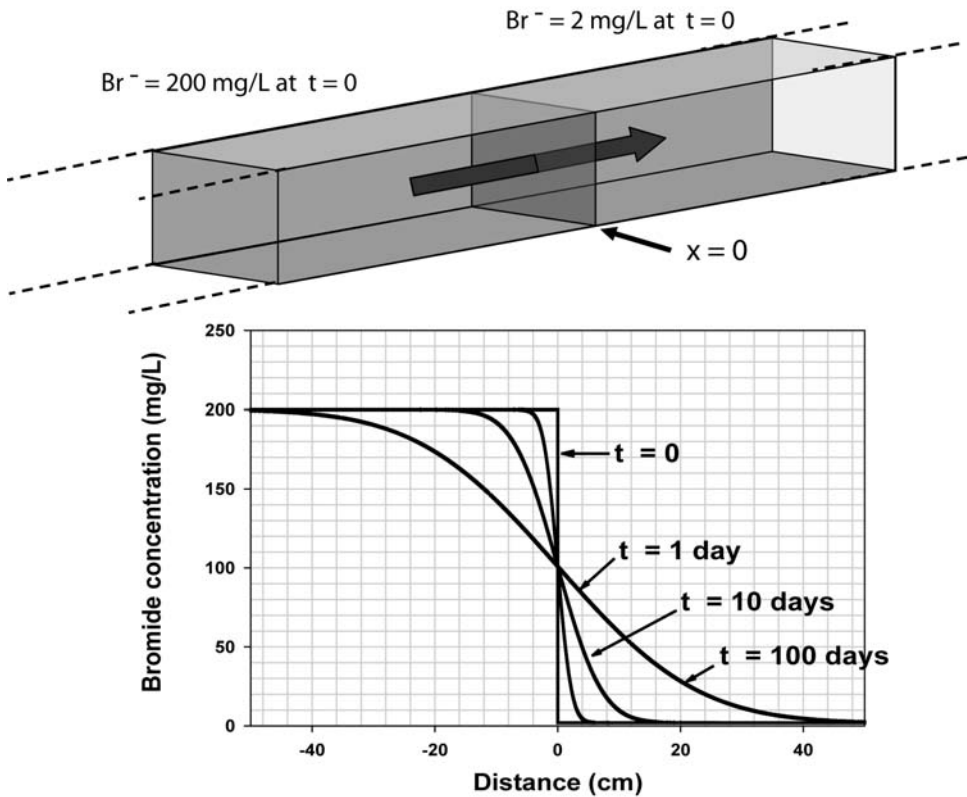 Br⁻ = 2 mg/L at t = 0
Br⁻ = 200 mg/L at t = 0
x = 0
250
200
150
100
50
0
Bromide concentration (mg/L)
t = 0
t = 1 day
t = 10 days
t = 100 days
-40
-20
0
20
40
Distance (cm)